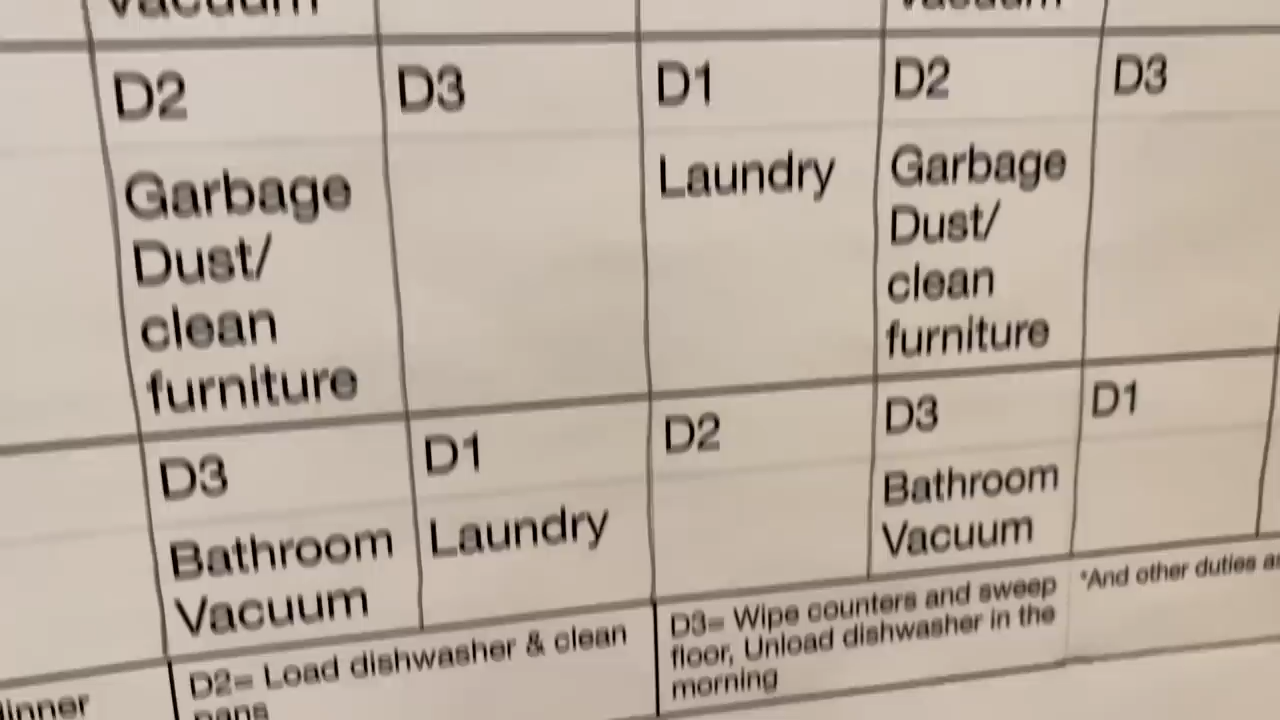 Vacuum
Vacuum
D2
D3
D1
D2
D3
Garbage
Dust/
clean
furniture
Laundry
Garbage
Dust/
clean
furniture
D3
D1
D2
D3
D1
Bathroom
Vacuum
Laundry
Bathroom
Vacuum
dinner
D2= Load dishwasher & clean
pans
D3= Wipe counters and sweep
floor, Unload dishwasher in the
morning
*And other duties